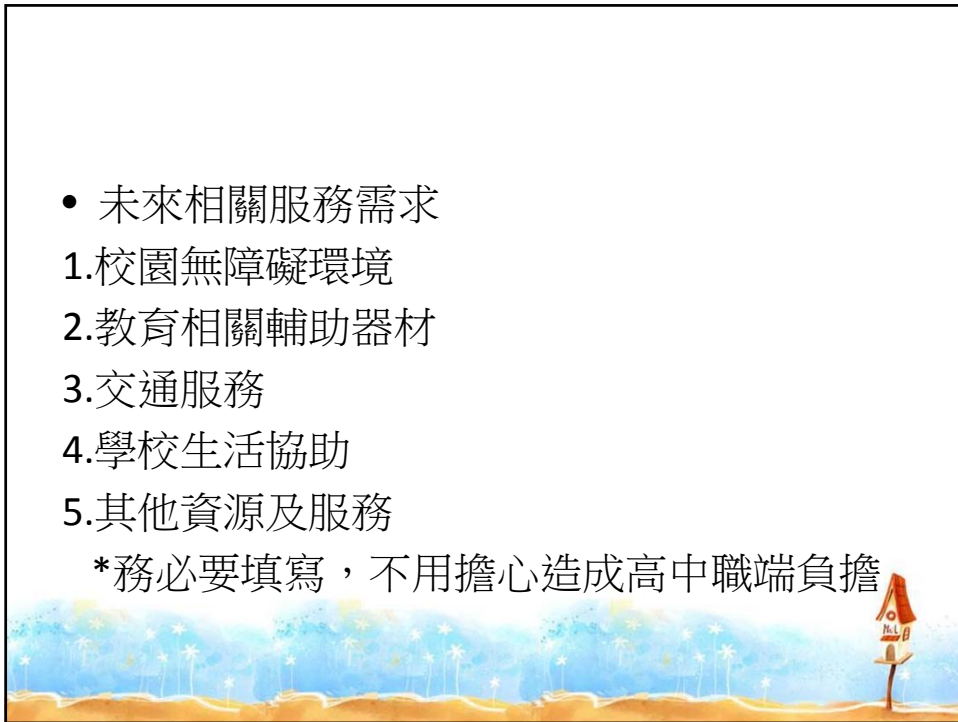 • 未來相關服務需求
1.校園無障礙環境
2.教育相關輔助器材
3.交通服務
4.學校生活協助
5.其他資源及服務
*務必要填寫，不用擔心造成高中職端負擔